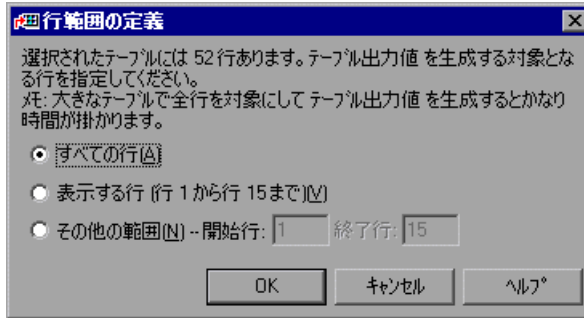 行範囲の定義
選択されたﾃｰﾌﾞﾙには 52 行あります。ﾃｰﾌﾞﾙ出力値 を生成する対象とな
る行を指定してください。
ﾒﾓ: 大きなﾃｰﾌﾞﾙで全行を対象にして ﾃｰﾌﾞﾙ出力値 を生成するとかなり
時間が掛かります。
すべての行(A)
表示する行 (行 1 から行 15 まで)(V)
その他の範囲(N) -- 開始行: 1 終了行: 15
OK ｷｬﾝｾﾙ ﾍﾙﾌﾟ